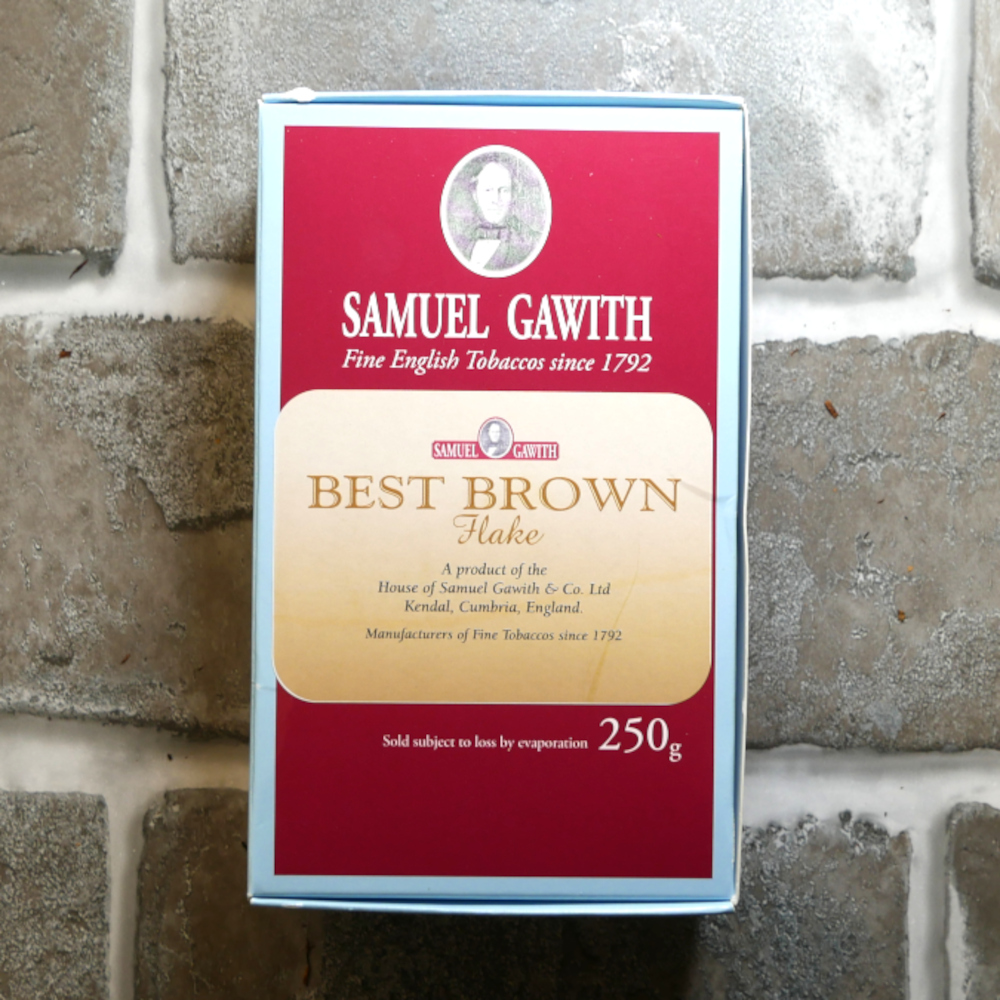 SAMUEL GAWITH
Fine English Tobaccos since 1792
SAMUEL GAWITH
BEST BROWN
Flake
A product of the
House of Samuel Gawith & Co. Ltd
Kendal, Cumbria, England.
Manufacturers of Fine Tobaccos since 1792
Sold subject to loss by evaporation 250g